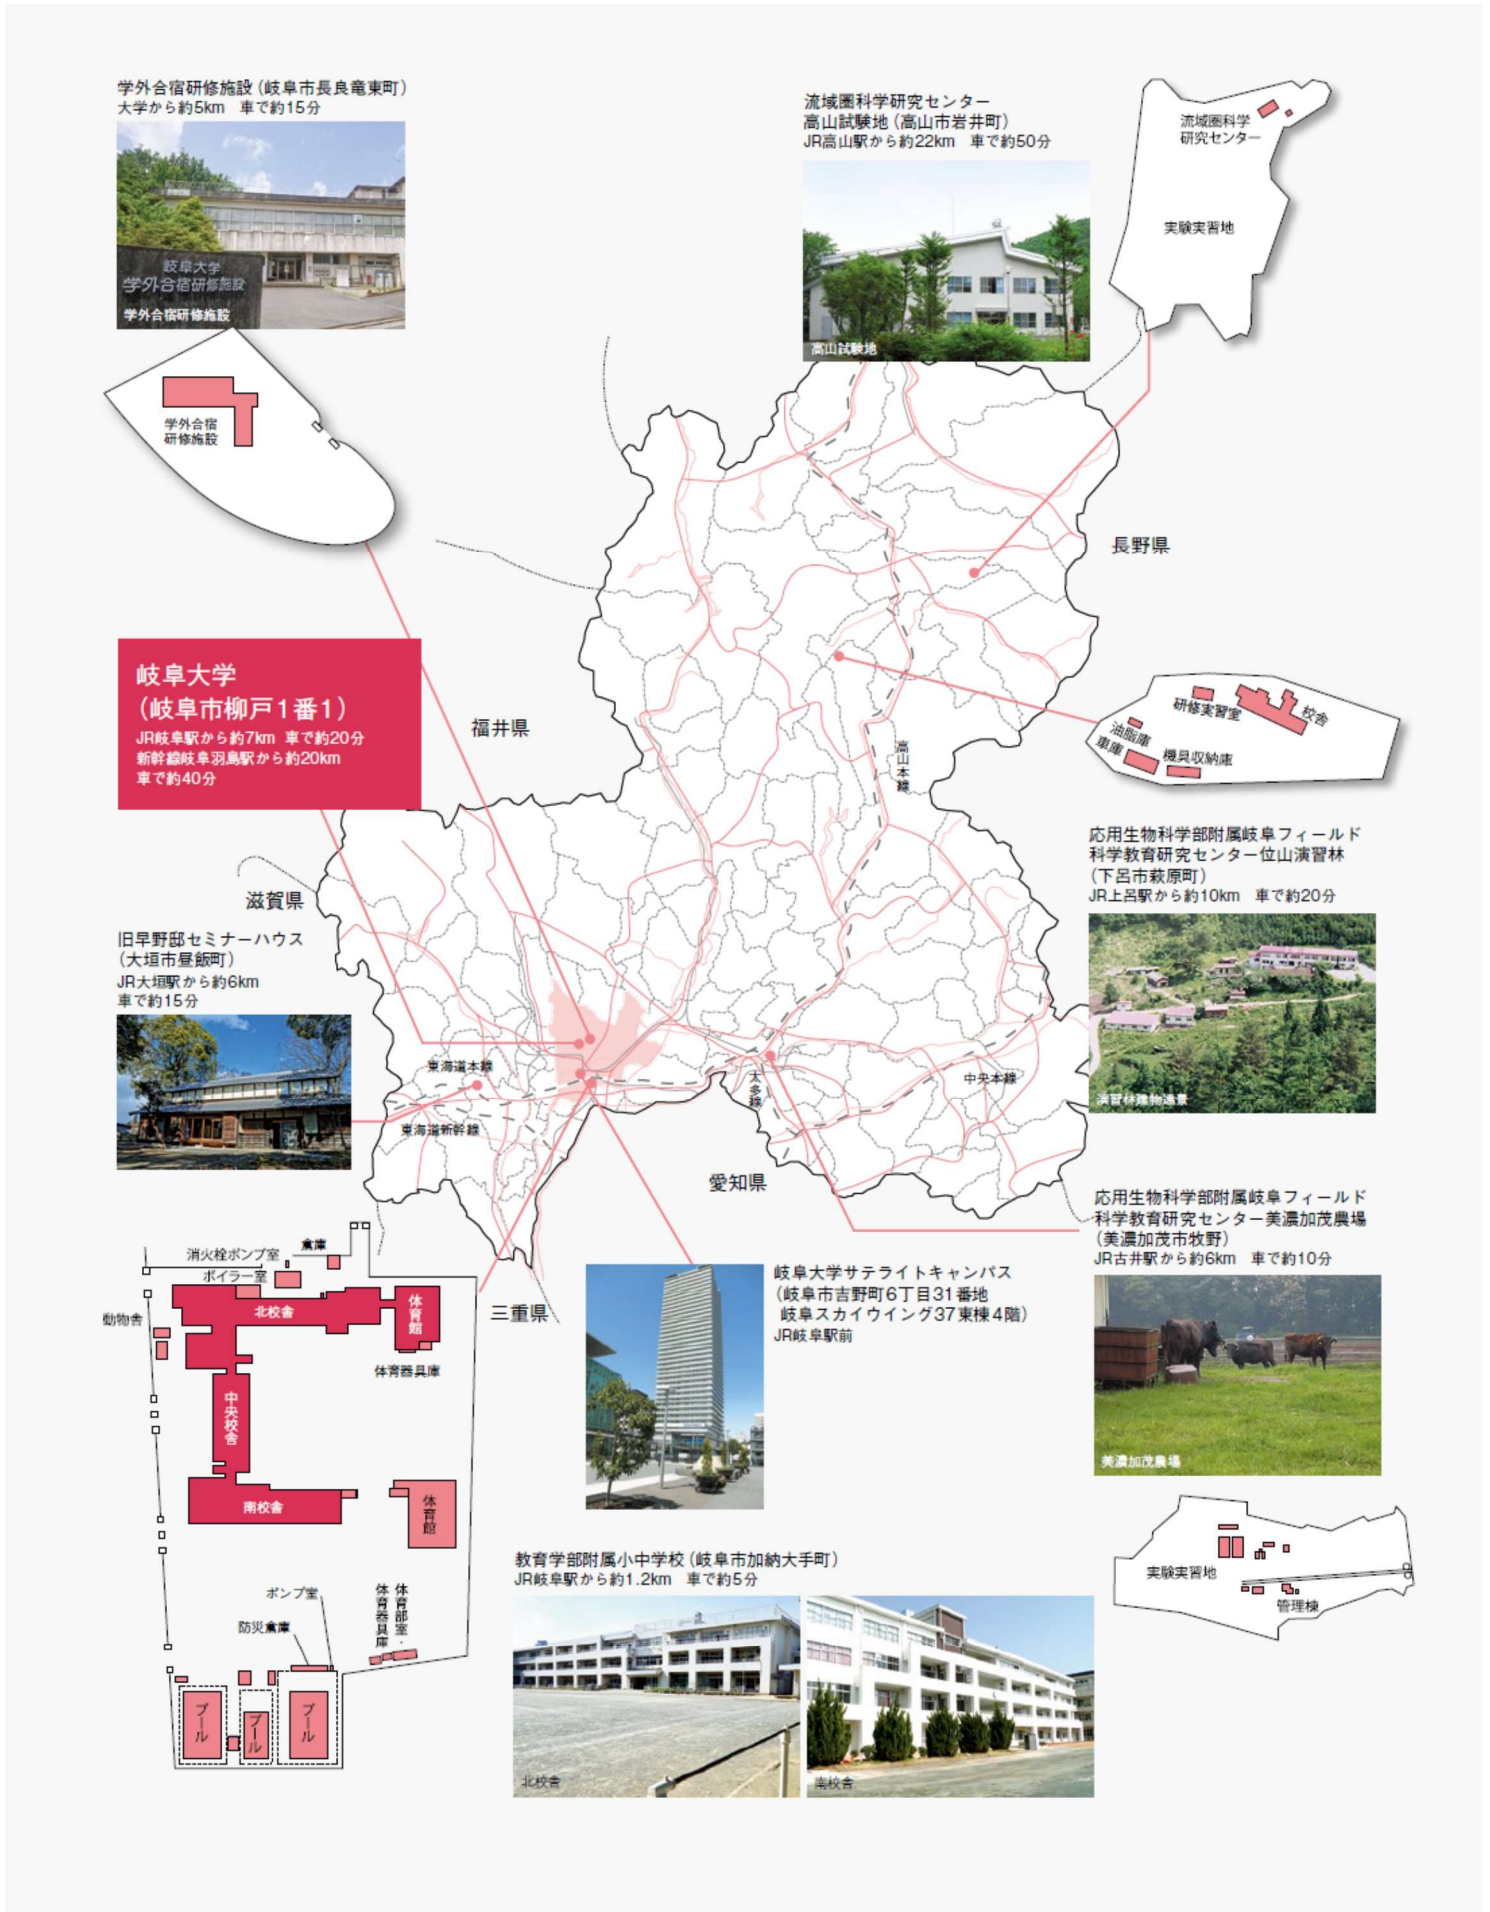 学外合宿研修施設(岐阜市長良竜東町)
大学から約5km 車で約15分
岐阜大学
学外合宿研修施設
学外合宿研修施設
学外合宿
研修施設
流域圏科学研究センター
高山試験地(高山市岩井町)
JR高山駅から約22km 車で約50分
高山試験地
流域圏科学
研究センター
実験実習地
長野県
岐阜大学
(岐阜市柳戸1番1)
JR岐阜駅から約7km 車で約20分
新幹線岐阜羽島駅から約20km
車で約40分
福井県
高山本線
研修実習室
校舎
油脂庫
車庫
機具収納庫
応用生物科学部附属岐阜フィールド
科学教育研究センター位山演習林
(下呂市萩原町)
JR上呂駅から約10km 車で約20分
演習林建物遠景
滋賀県
旧早野邸セミナーハウス
(大垣市昼飯町)
JR大垣駅から約6km
車で約15分
東海道本線
東海道新幹線
太多線
中央本線
愛知県
三重県
応用生物科学部附属岐阜フィールド
科学教育研究センター美濃加茂農場
(美濃加茂市牧野)
JR古井駅から約6km 車で約10分
美濃加茂農場
実験実習地
管理棟
消火栓ポンプ室
倉庫
ボイラー室
動物舎
北校舎
体育館
体育器具庫
中央校舎
南校舎
体育館
ポンプ室
防災倉庫
体育部室・
体育器具庫
プール
プール
プール
岐阜大学サテライトキャンパス
(岐阜市吉野町6丁目31番地
岐阜スカイウイング37東棟4階)
JR岐阜駅前
教育学部附属小中学校(岐阜市加納大手町)
JR岐阜駅から約1.2km 車で約5分
北校舎
南校舎